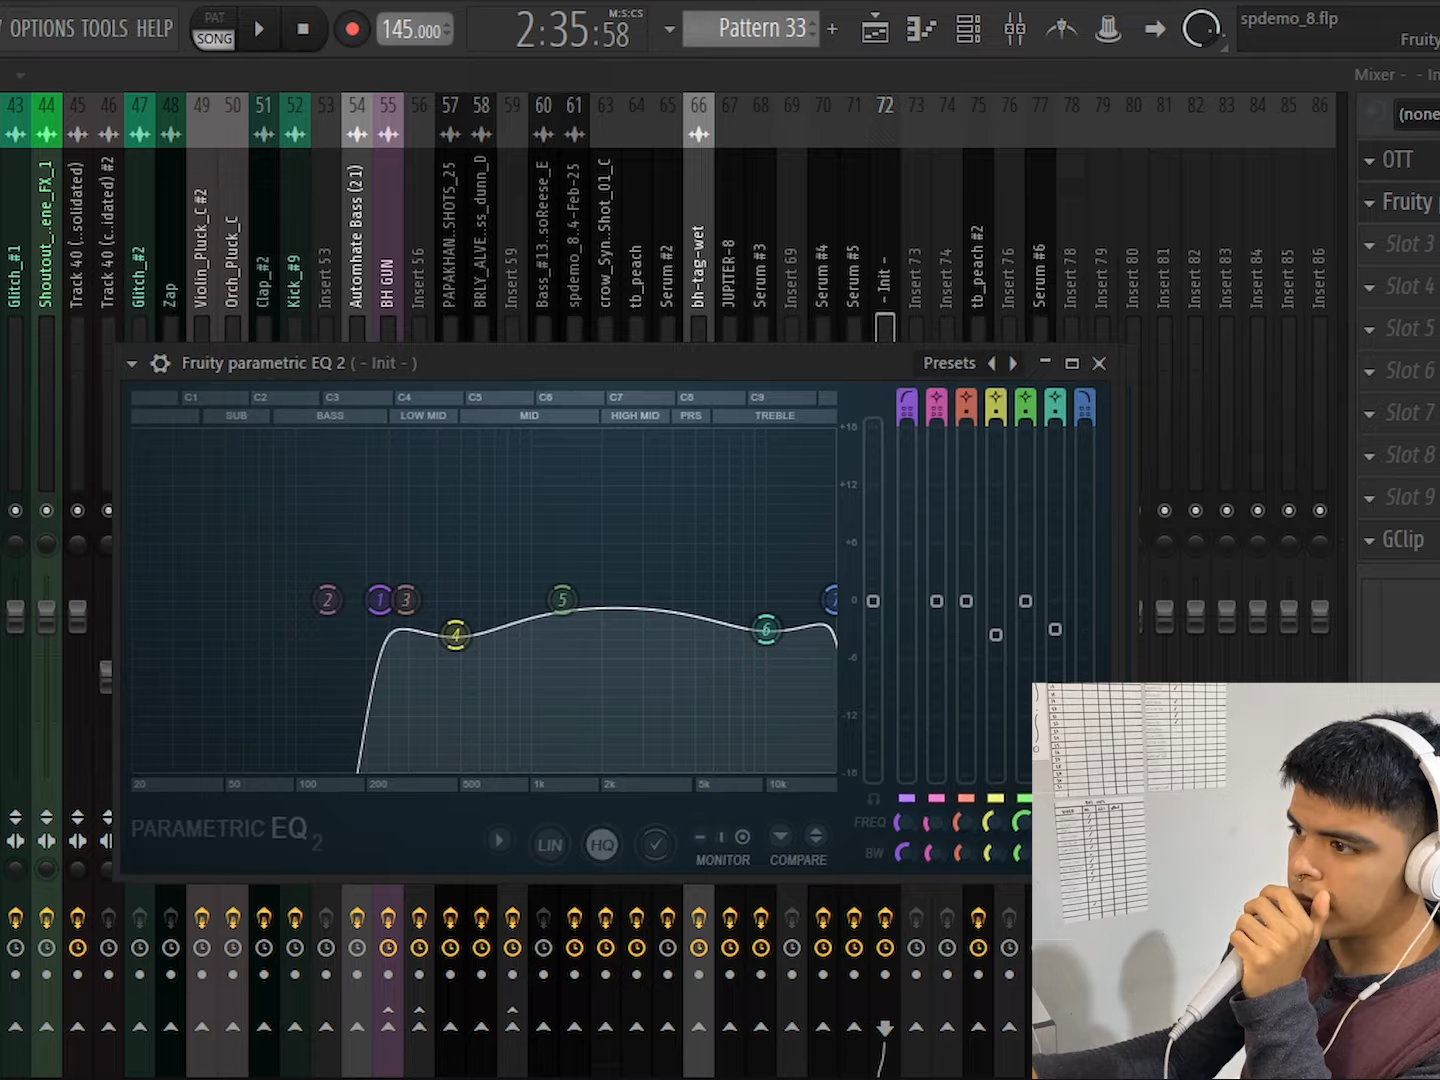 OPTIONS TOOLS HELP
PAT
SONG
145.000
2:35:58
M:S:CS
Pattern 33
spdemo_8.flp
Fruity
Mixer - - In
43 44 45 46 47 48 49 50 51 52 53 54 55 56 57 58 59 60 61 63 64 65 66 67 68 69 70 71 72 73 74 75 76 77 78 79 80 81 82 83 84 85 86
Glitch_#1
Shoutout_..ene_FX_1
Track 40 (..solidated)
Track 40 (c..idated) #2
Glitch_#2
Zap
Violin_Pluck_C #2
Orch_Pluck_C
Clap_#2
Kick_#9
Insert 53
Automhate Bass (21)
BH GUN
Insert 56
PAPAKHAN..SHOTS_25
BRLY_ALVE..ss_dunn_D
Insert 59
Bass_#13..soReese_E
spdemo_8..4-Feb-25
crow_Syn..Shot_01_C
tb_peach
Serum #2
bh-tag-wet
JUPITER-8
Serum #3
Insert 69
Serum #4
Serum #5
- Init -
Insert 73
Insert 74
tb_peach #2
Insert 76
Serum #6
Insert 78
Insert 79
Insert 80
Insert 81
Insert 82
Insert 83
Insert 84
Insert 85
Insert 86
(none
OTT
Fruity p
Slot 3
Slot 4
Slot 5
Slot 6
Slot 7
Slot 8
Slot 9
GClip
Fruity parametric EQ 2 ( - Init - )
Presets
C1 C2 C3 C4 C5 C6 C7 C8 C9
SUB BASS LOW MID MID HIGH MID PRS TREBLE
+18
+12
+6
0
-6
-12
-18
2 1 3 4 5 6 7
20 50 100 200 500 1k 2k 5k 10k
PARAMETRIC EQ 2
LIN
HQ
MONITOR
COMPARE
FREQ
BW